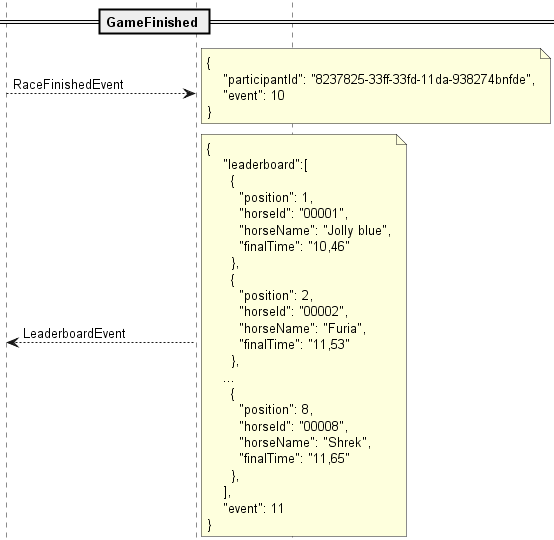 GameFinished
RaceFinishedEvent
{
"participantId": "8237825-33ff-33fd-11da-938274bnfde",
"event": 10
}
LeaderboardEvent
{
"leaderboard":[
{
"position": 1,
"horseId": "00001",
"horseName": "Jolly blue",
"finalTime": "10,46"
},
{
"position": 2,
"horseId": "00002",
"horseName": "Furia",
"finalTime": "11,53"
},
...
{
"position": 8,
"horseId": "00008",
"horseName": "Shrek",
"finalTime": "11,65"
},
],
"event": 11
}